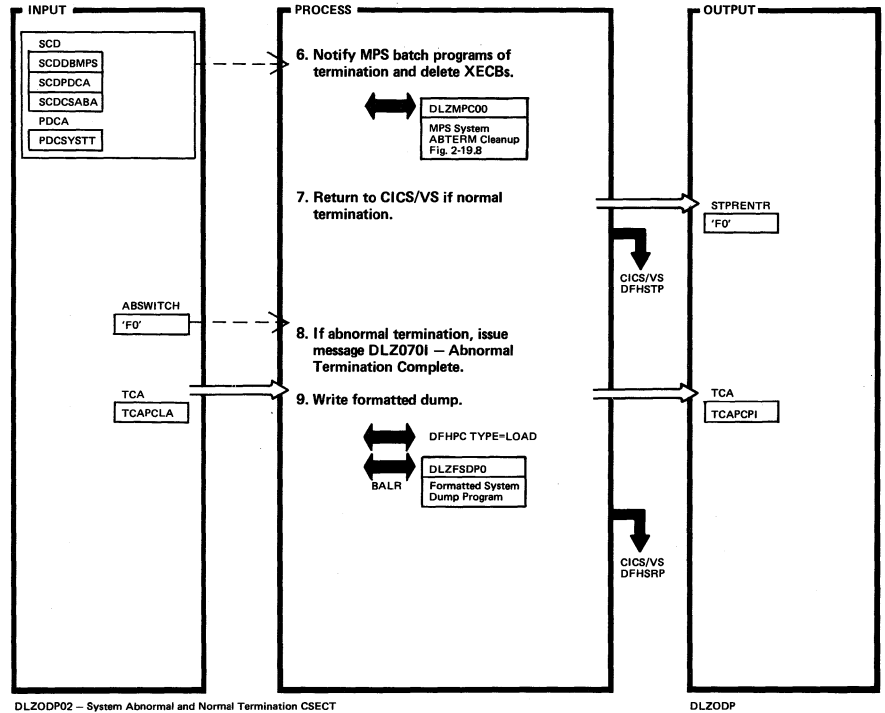 INPUT
PROCESS
OUTPUT
SCD
SCDDBMPS
SCDPDCA
SCDCSABA
PDCA
PDCSYSTT
6. Notify MPS batch programs of
termination and delete XECBs.
DLZMPC00
MPS System
ABTERM Cleanup
Fig. 2-19.8
7. Return to CICS/VS if normal
termination.
STPRENTR
'F0'
CICS/VS
DFHSTP
ABSWITCH
'F0'
8. If abnormal termination, issue
message DLZ070I — Abnormal
Termination Complete.
TCA
TCAPCLA
9. Write formatted dump.
TCA
TCAPCPI
DFHPC TYPE=LOAD
BALR
DLZFSDP0
Formatted System
Dump Program
CICS/VS
DFHSRP
DLZODP02 — System Abnormal and Normal Termination CSECT
DLZODP